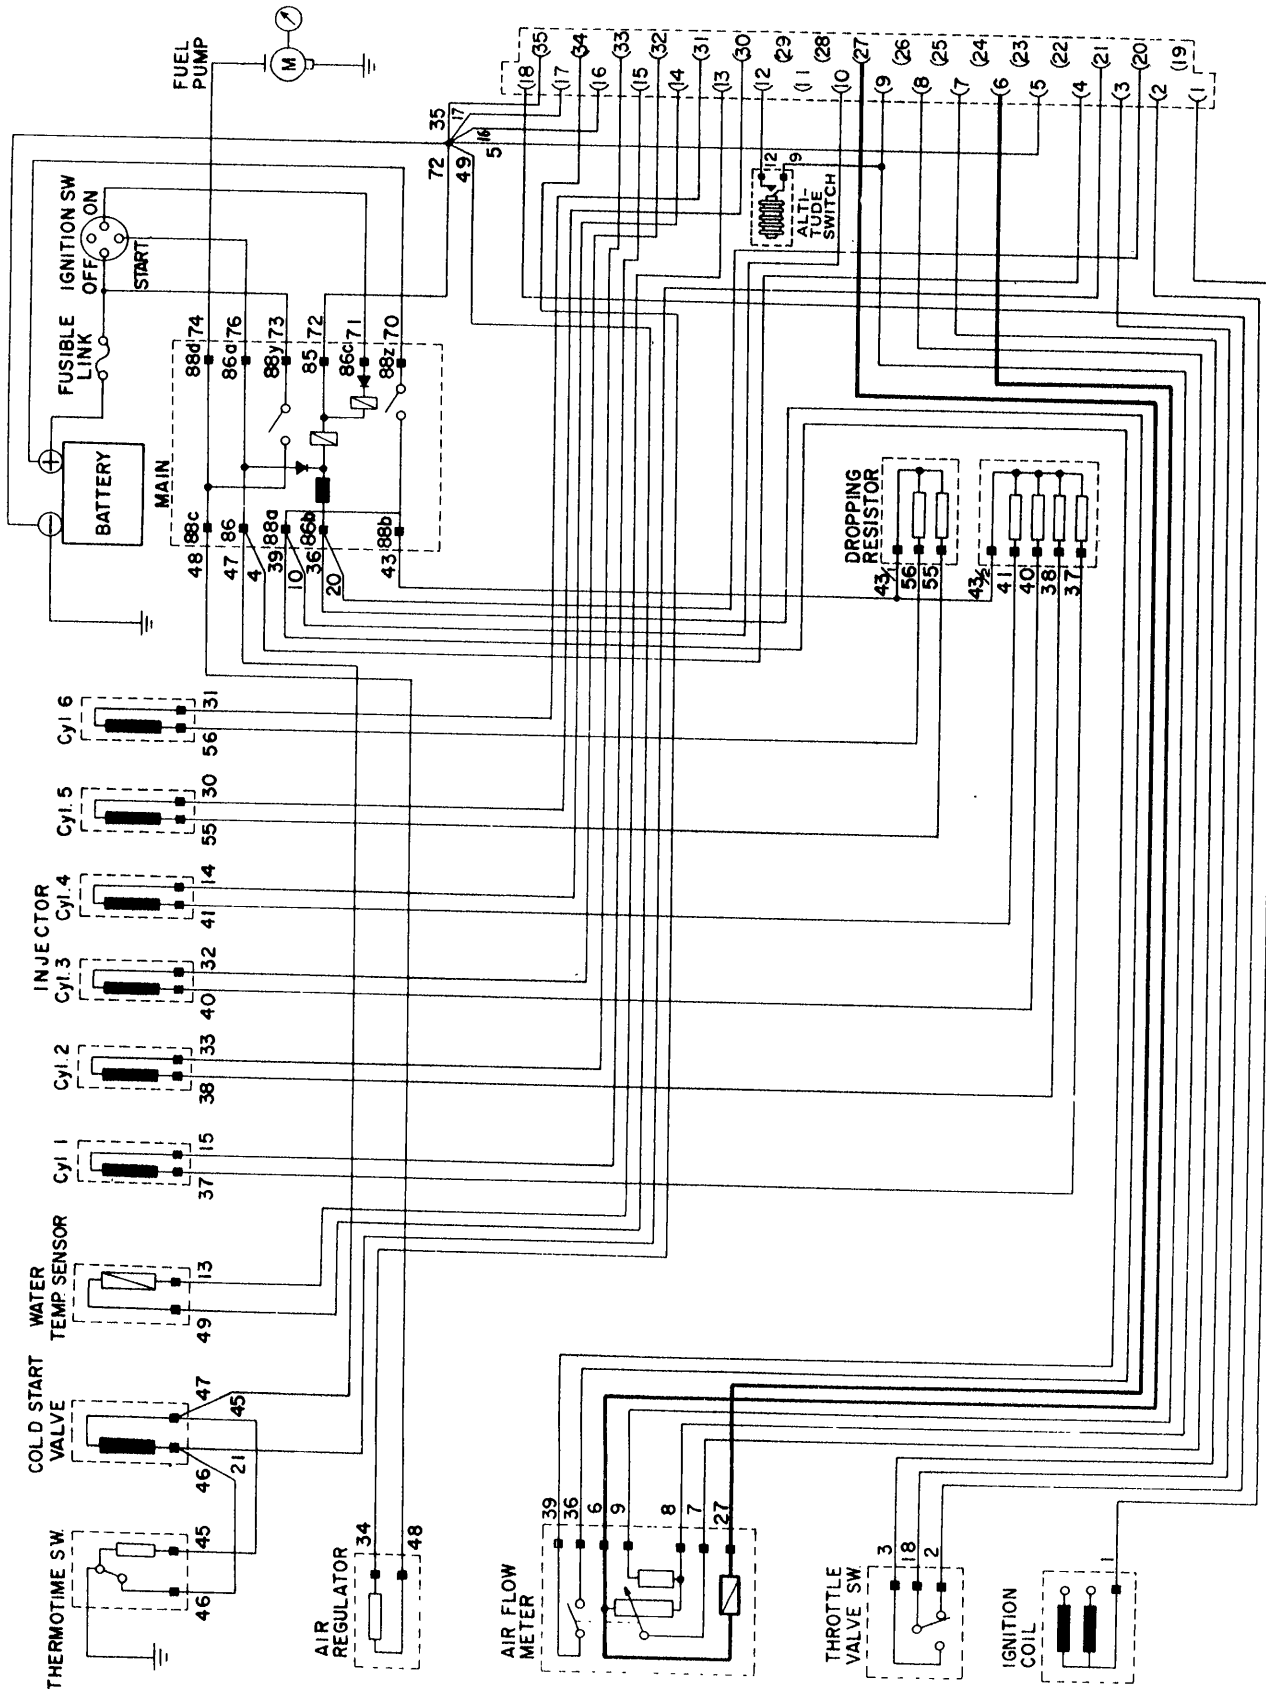 FUEL
PUMP
M
IGNITION SW
OFF
ON
START
FUSIBLE
LINK
BATTERY
MAIN
88d 74
86a 76
88y 73
85 72
86c 71
88z 70
48 88c
47 86
4
39 88a
10
36 86b
20
43 88b
35
17
16
5
72
49
(35
(34
(33
(32
(31
(30
(29
(28
(27
(26
(25
(24
(23
(22
(21
(20
(19
(18
(17
(16
(15
(14
(13
(12
(11
(10
(9
(8
(7
(6
(5
(4
(3
(2
(1
12
9
ALTI-
TUDE
SWITCH
DROPPING
RESISTOR
43/1
56
55
43/2
41
40
38
37
INJECTOR
Cyl 6
31
56
Cyl. 5
30
55
Cyl. 4
14
41
Cyl. 3
32
40
Cyl. 2
33
38
Cyl 1
15
37
WATER
TEMP. SENSOR
13
49
COLD START
VALVE
47
45
46
21
THERMOTIME SW.
45
46
AIR
REGULATOR
34
48
AIR FLOW
METER
39
36
6
9
8
7
27
THROTTLE
VALVE SW.
3
18
2
IGNITION
COIL
1